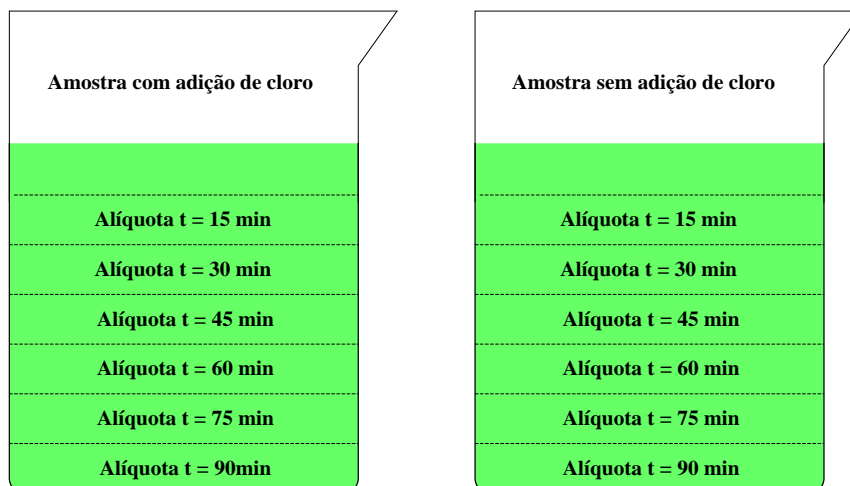 Amostra com adição de cloro
Alíquota t = 15 min
Alíquota t = 30 min
Alíquota t = 45 min
Alíquota t = 60 min
Alíquota t = 75 min
Alíquota t = 90min
Amostra sem adição de cloro
Alíquota t = 15 min
Alíquota t = 30 min
Alíquota t = 45 min
Alíquota t = 60 min
Alíquota t = 75 min
Alíquota t = 90 min